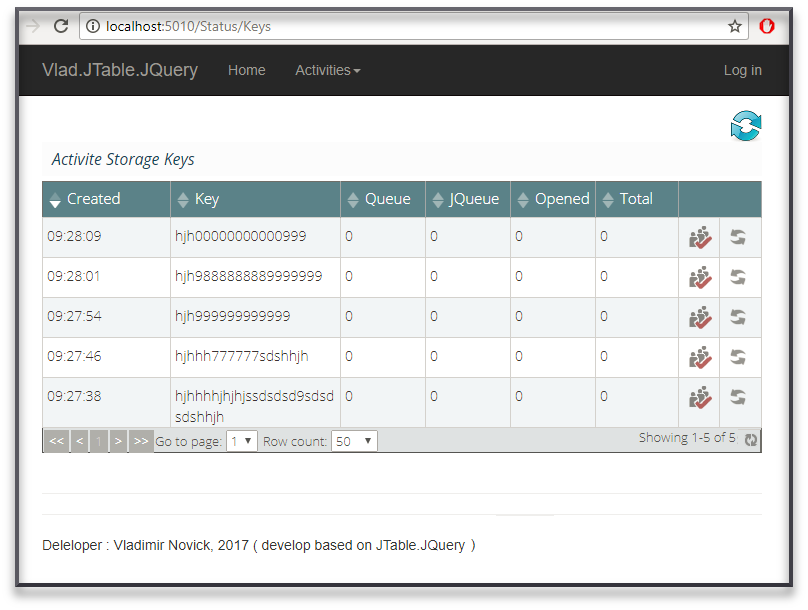 localhost:5010/Status/Keys
Vlad.JTable.JQuery Home Activities Log in
Activite Storage Keys
Created Key Queue JQueue Opened Total
09:28:09 hjh00000000000999 0 0 0 0
09:28:01 hjh9888888889999999 0 0 0 0
09:27:54 hjh999999999999 0 0 0 0
09:27:46 hjhhh777777sdshhjh 0 0 0 0
09:27:38 hjhhhhjhjhjssdsdsd9sdsd 0 0 0 0
sdshhjh
<< < 1 > >> Go to page: 1 Row count: 50 Showing 1-5 of 5
Deleloper : Vladimir Novick, 2017 ( develop based on JTable.JQuery )